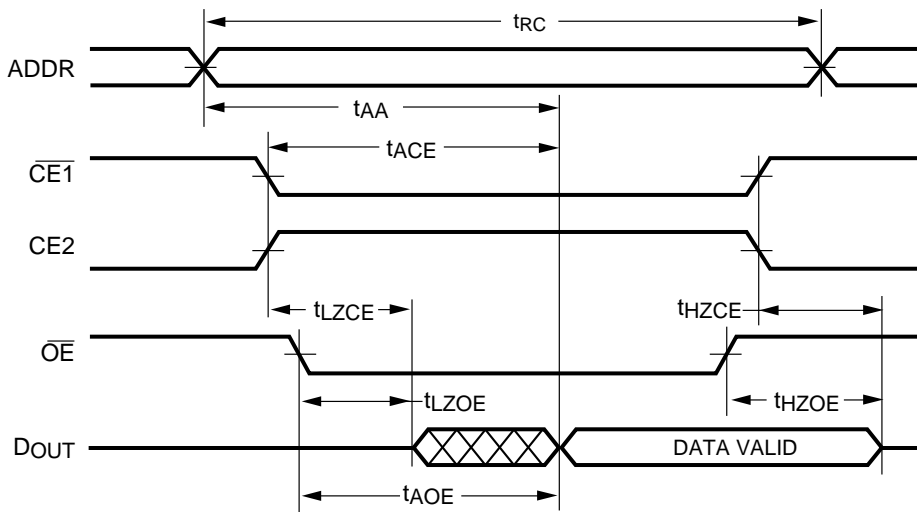 tRC
ADDR
tAA
tACE
CE1
CE2
tLZCE
tHZCE
OE
tLZOE
tHZOE
DOUT
DATA VALID
tAOE